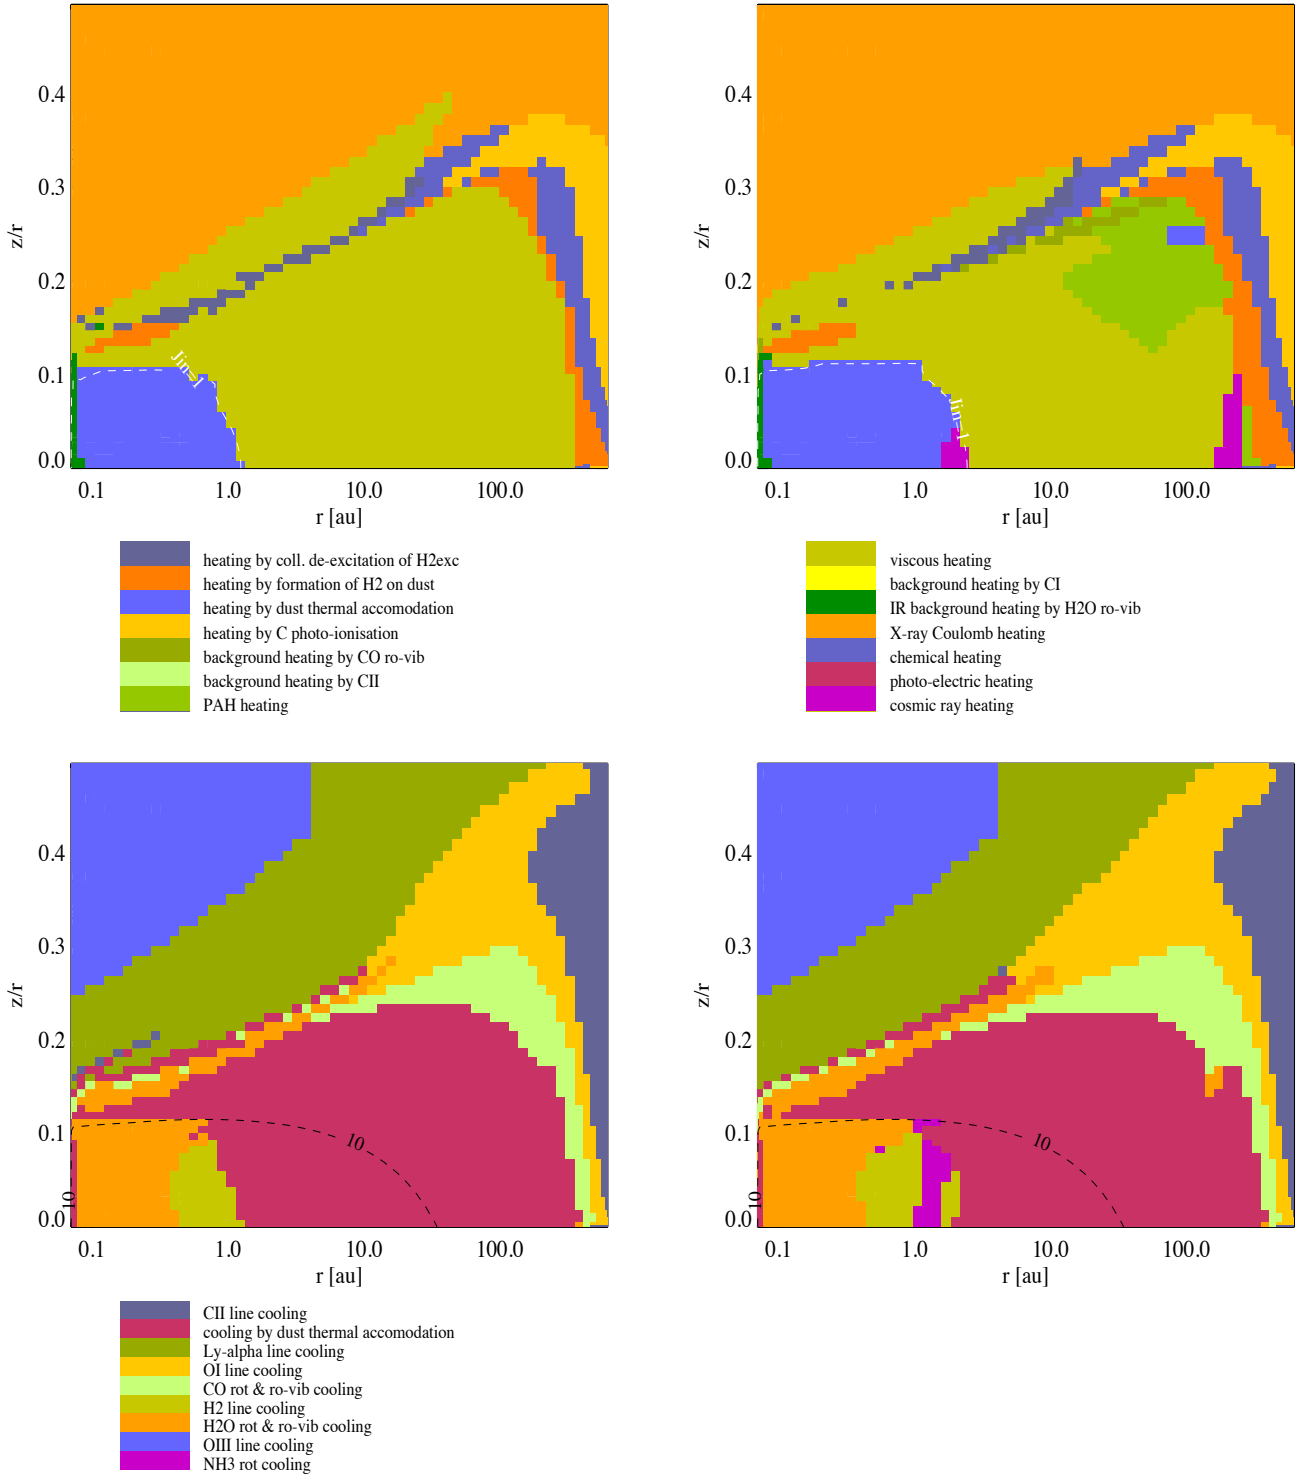 0.4
0.3
0.2
0.1
0.0
z/r
Jin=1
0.1 1.0 10.0 100.0
r [au]
0.4
0.3
0.2
0.1
0.0
z/r
Jin=1
0.1 1.0 10.0 100.0
r [au]
heating by coll. de-excitation of H2exc
heating by formation of H2 on dust
heating by dust thermal accomodation
heating by C photo-ionisation
background heating by CO ro-vib
background heating by CII
PAH heating
viscous heating
background heating by CI
IR background heating by H2O ro-vib
X-ray Coulomb heating
chemical heating
photo-electric heating
cosmic ray heating
0.4
0.3
0.2
0.1
0.0
z/r
10
10
0.1 1.0 10.0 100.0
r [au]
0.4
0.3
0.2
0.1
0.0
z/r
10
10
0.1 1.0 10.0 100.0
r [au]
CII line cooling
cooling by dust thermal accomodation
Ly-alpha line cooling
OI line cooling
CO rot & ro-vib cooling
H2 line cooling
H2O rot & ro-vib cooling
OIII line cooling
NH3 rot cooling